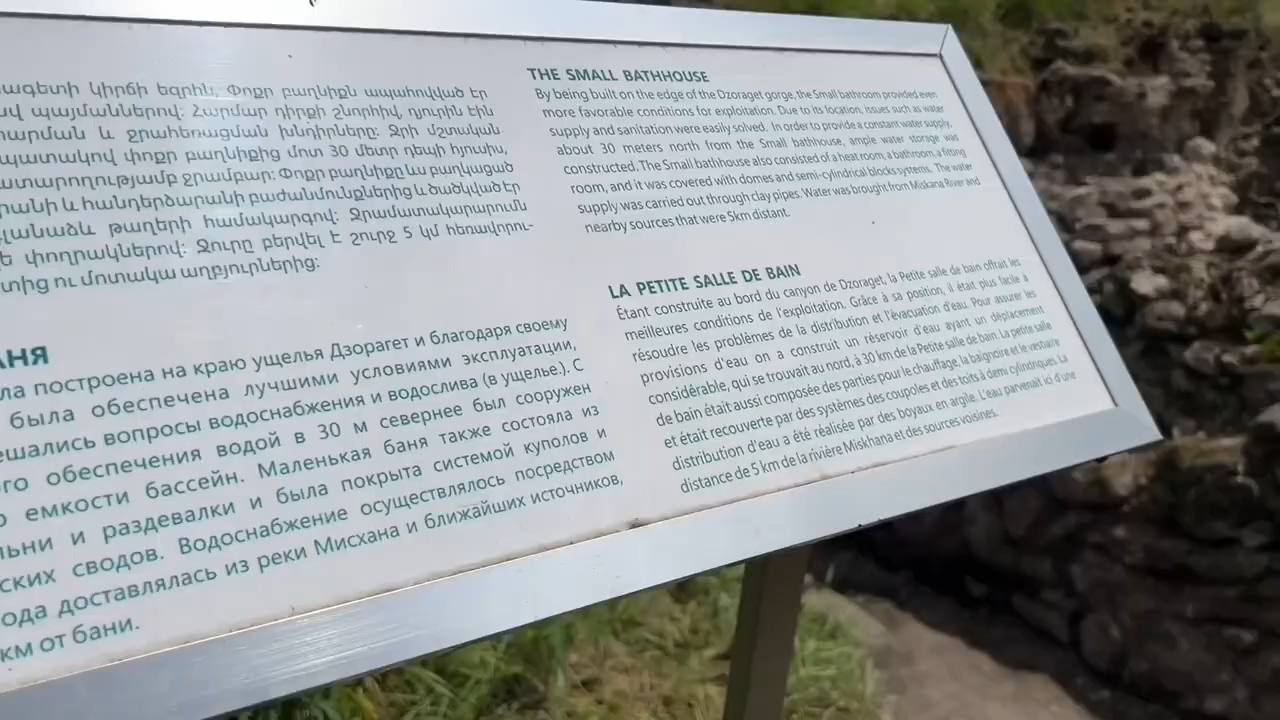 ագետի կիրճի եզրին, Փոքր բաղնիքն ապահովված էր
ավ պայմաններով: Հարմար դիրքի շնորհիվ, դյուրին էին
արարման և ջրահեռացման խնդիրները: Ջրի մշտական
պատակով փոքր բաղնիքից մոտ 30 մետր դեպի հյուսիս,
տարողությամբ ջրամբար: Փոքր բաղնիքը ևս բաղկացած
րանի և հանդերձարանի բաժանմունքներից և ծածկված էր
լանաձև թաղերի համակարգով: Ջրամատակարարումն
ե փողրակներով: Ջուրը բերվել է շուրջ 5 կմ հեռավորու-
տից ու մոտակա աղբյուրներից:
THE SMALL BATHHOUSE
By being built on the edge of the Dzoraget gorge, the Small bathroom provided even
more favorable conditions for exploitation. Due to its location, issues such as water
supply and sanitation were easily solved. In order to provide a constant water supply,
about 30 meters north from the Small bathhouse, ample water storage was
constructed. The Small bathhouse also consisted of a heat room, a bathroom, a fitting
room, and it was covered with domes and semi-cylindrical blocks systems. The water
supply was carried out through clay pipes. Water was brought from Miskana River and
nearby sources that were 5km distant.
АНЯ
ла построена на краю ущелья Дзорагет и благодаря своему
была обеспечена лучшими условиями эксплуатации,
ешались вопросы водоснабжения и водослива (в ущелье.). С
го обеспечения водой в 30 м севернее был сооружен
о емкости бассейн. Маленькая баня также состояла из
льни и раздевалки и была покрыта системой куполов и
ских сводов. Водоснабжение осуществлялось посредством
ода доставлялась из реки Мисхана и ближайших источников,
км от бани.
LA PETITE SALLE DE BAIN
Étant construite au bord du canyon de Dzoraget, la Petite salle de bain offrait les
meilleures conditions de l'exploitation. Grâce à sa position, il était plus facile à
résoudre les problèmes de la distribution et l'évacuation d'eau. Pour assurer les
provisions d'eau on a construit un réservoir d'eau ayant un déplacement
considérable, qui se trouvait au nord, à 30 km de la Petite salle de bain. La petite salle
de bain était aussi composée des parties pour le chauffage, la baignoire et le vestiaire
et était recouverte par des systèmes des coupoles et des toits à demi cylindriques. La
distribution d'eau a été réalisée par des boyaux en argile. L'eau parvenait ici d'une
distance de 5 km de la rivière Miskhana et des sources voisines.